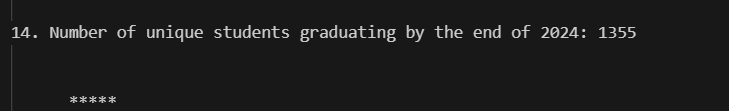 14. Number of unique students graduating by the end of 2024: 1355
*****